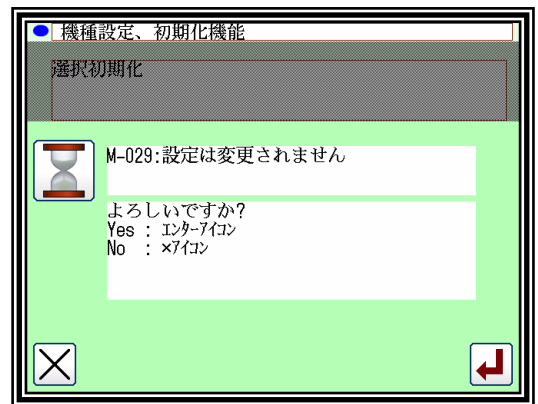 機種設定、初期化機能
選択初期化
M-029:設定は変更されません
よろしいですか?
Yes : ｴﾝﾀｰｱｲｺﾝ
No : ×ｱｲｺﾝ